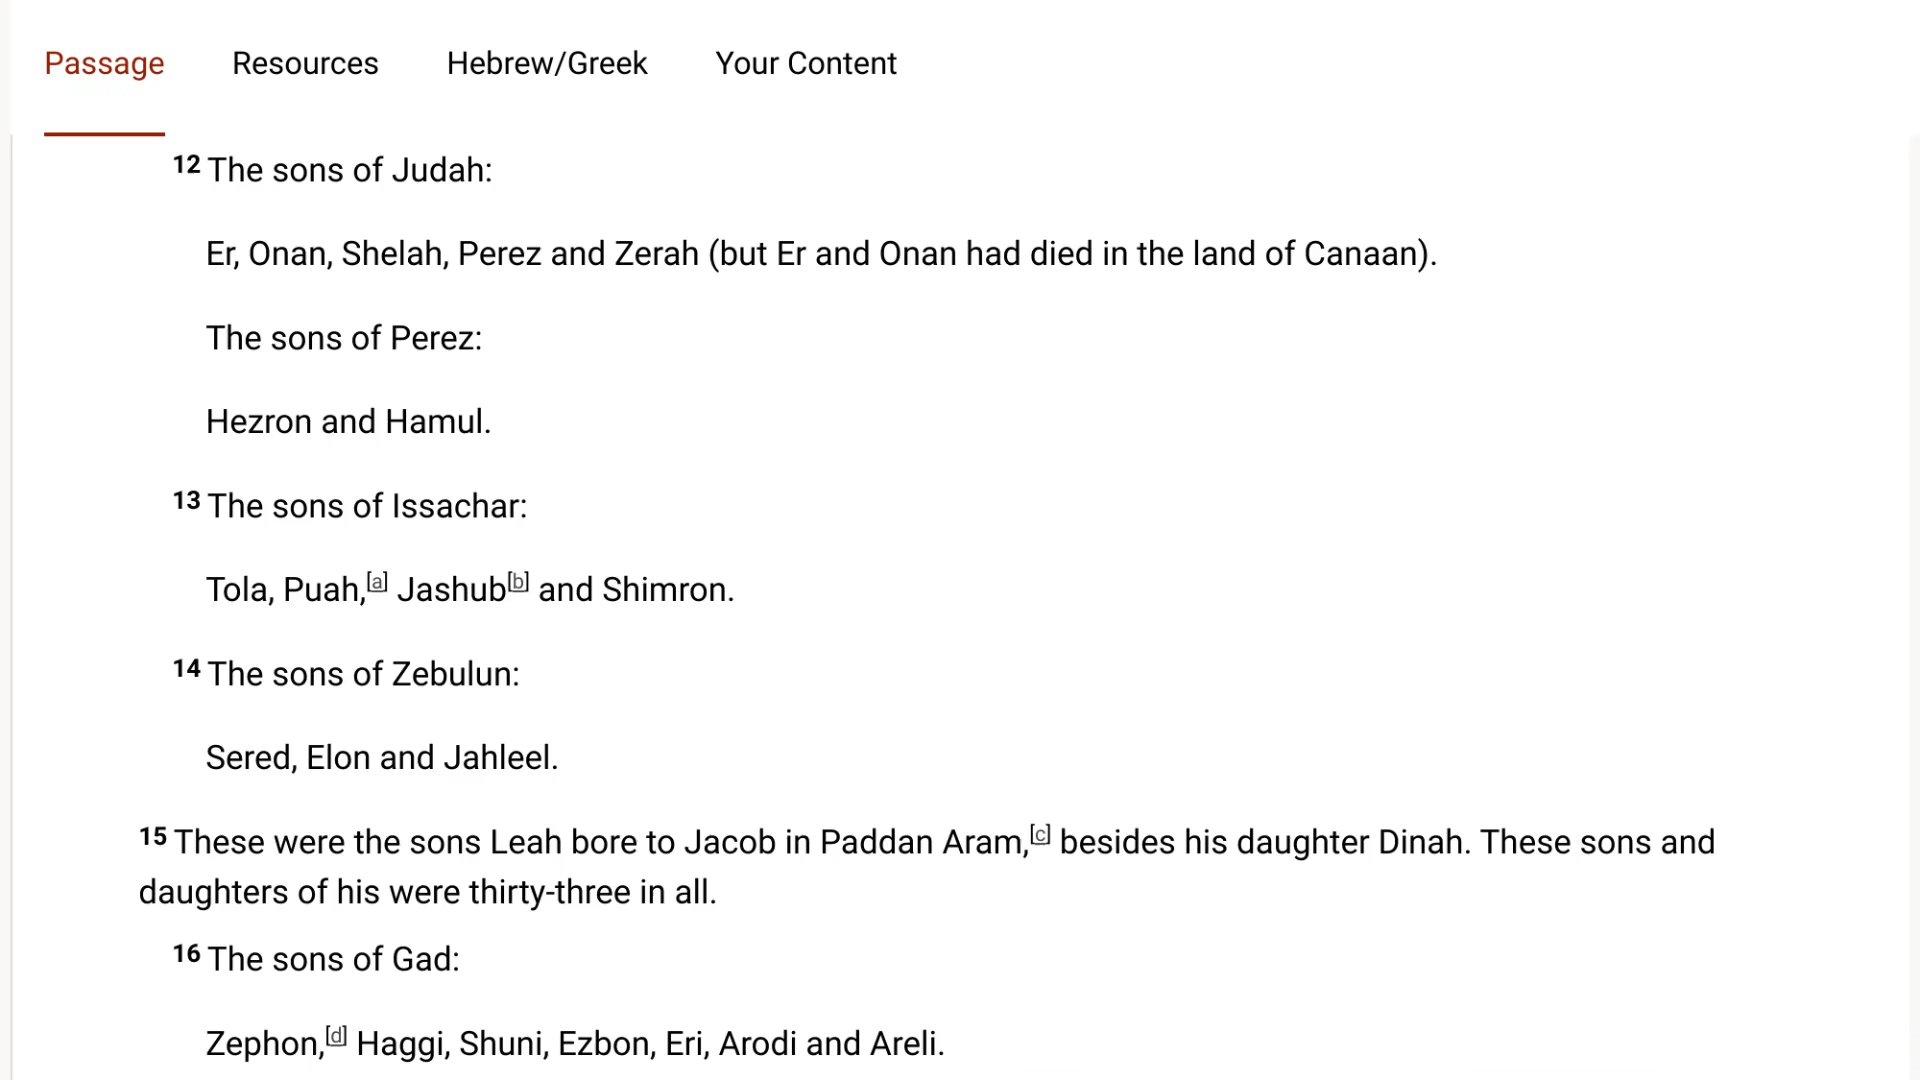 Passage Resources Hebrew/Greek Your Content
12 The sons of Judah:
Er, Onan, Shelah, Perez and Zerah (but Er and Onan had died in the land of Canaan).
The sons of Perez:
Hezron and Hamul.
13 The sons of Issachar:
Tola, Puah,[a] Jashub[b] and Shimron.
14 The sons of Zebulun:
Sered, Elon and Jahleel.
15 These were the sons Leah bore to Jacob in Paddan Aram,[c] besides his daughter Dinah. These sons and
daughters of his were thirty-three in all.
16 The sons of Gad:
Zephon,[d] Haggi, Shuni, Ezbon, Eri, Arodi and Areli.